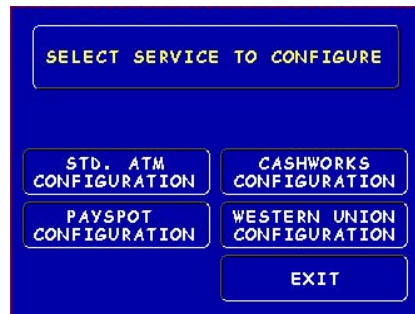 SELECT SERVICE TO CONFIGURE
STD. ATM
CONFIGURATION
CASHWORKS
CONFIGURATION
PAYSPOT
CONFIGURATION
WESTERN UNION
CONFIGURATION
EXIT